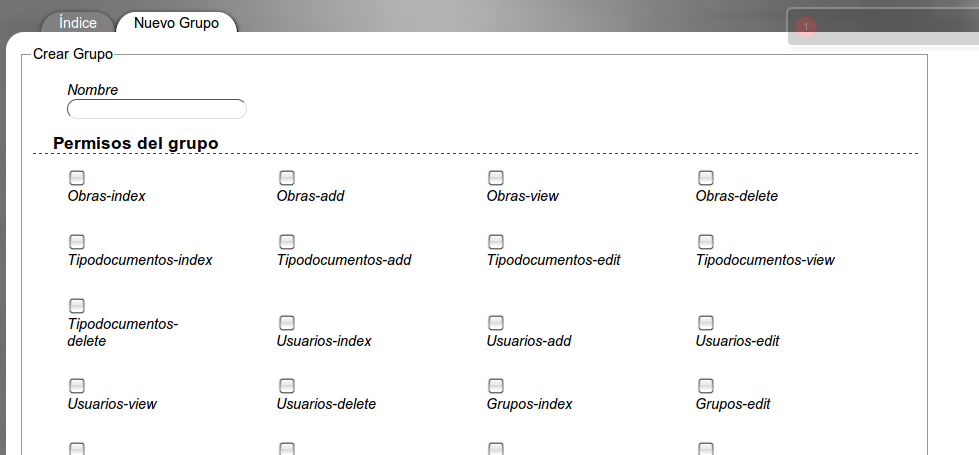 Índice Nuevo Grupo
1
Crear Grupo
Nombre
Permisos del grupo
Obras-index Obras-add Obras-view Obras-delete
Tipodocumentos-index Tipodocumentos-add Tipodocumentos-edit Tipodocumentos-view
Tipodocumentos-
delete Usuarios-index Usuarios-add Usuarios-edit
Usuarios-view Usuarios-delete Grupos-index Grupos-edit